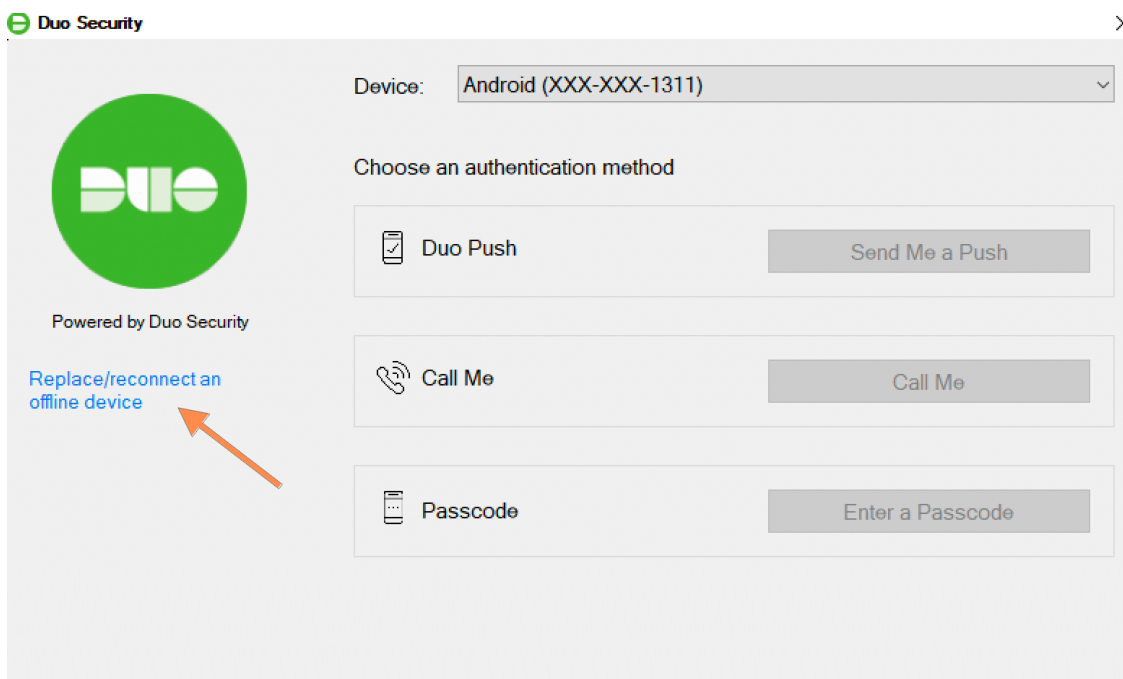 Duo Security
Device: Android (XXX-XXX-1311)
DUO
Powered by Duo Security
Replace/reconnect an
offline device
Choose an authentication method
Duo Push Send Me a Push
Call Me Call Me
Passcode Enter a Passcode